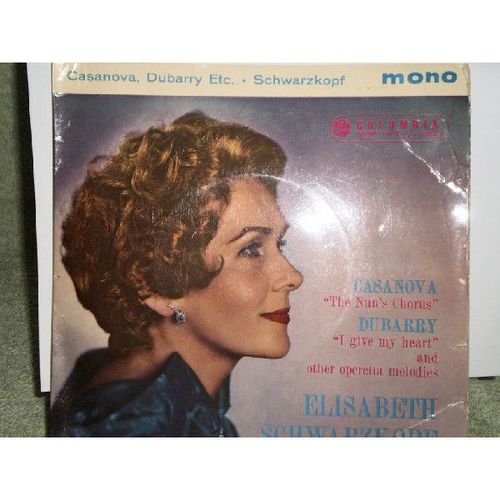 Casanova, Dubarry Etc. • Schwarzkopf mono
COLUMBIA
CASANOVA
"The Nun's Chorus"
DUBARRY
"I give my heart"
and
other operetta melodies
ELISABETH
SCHWARZKOPF